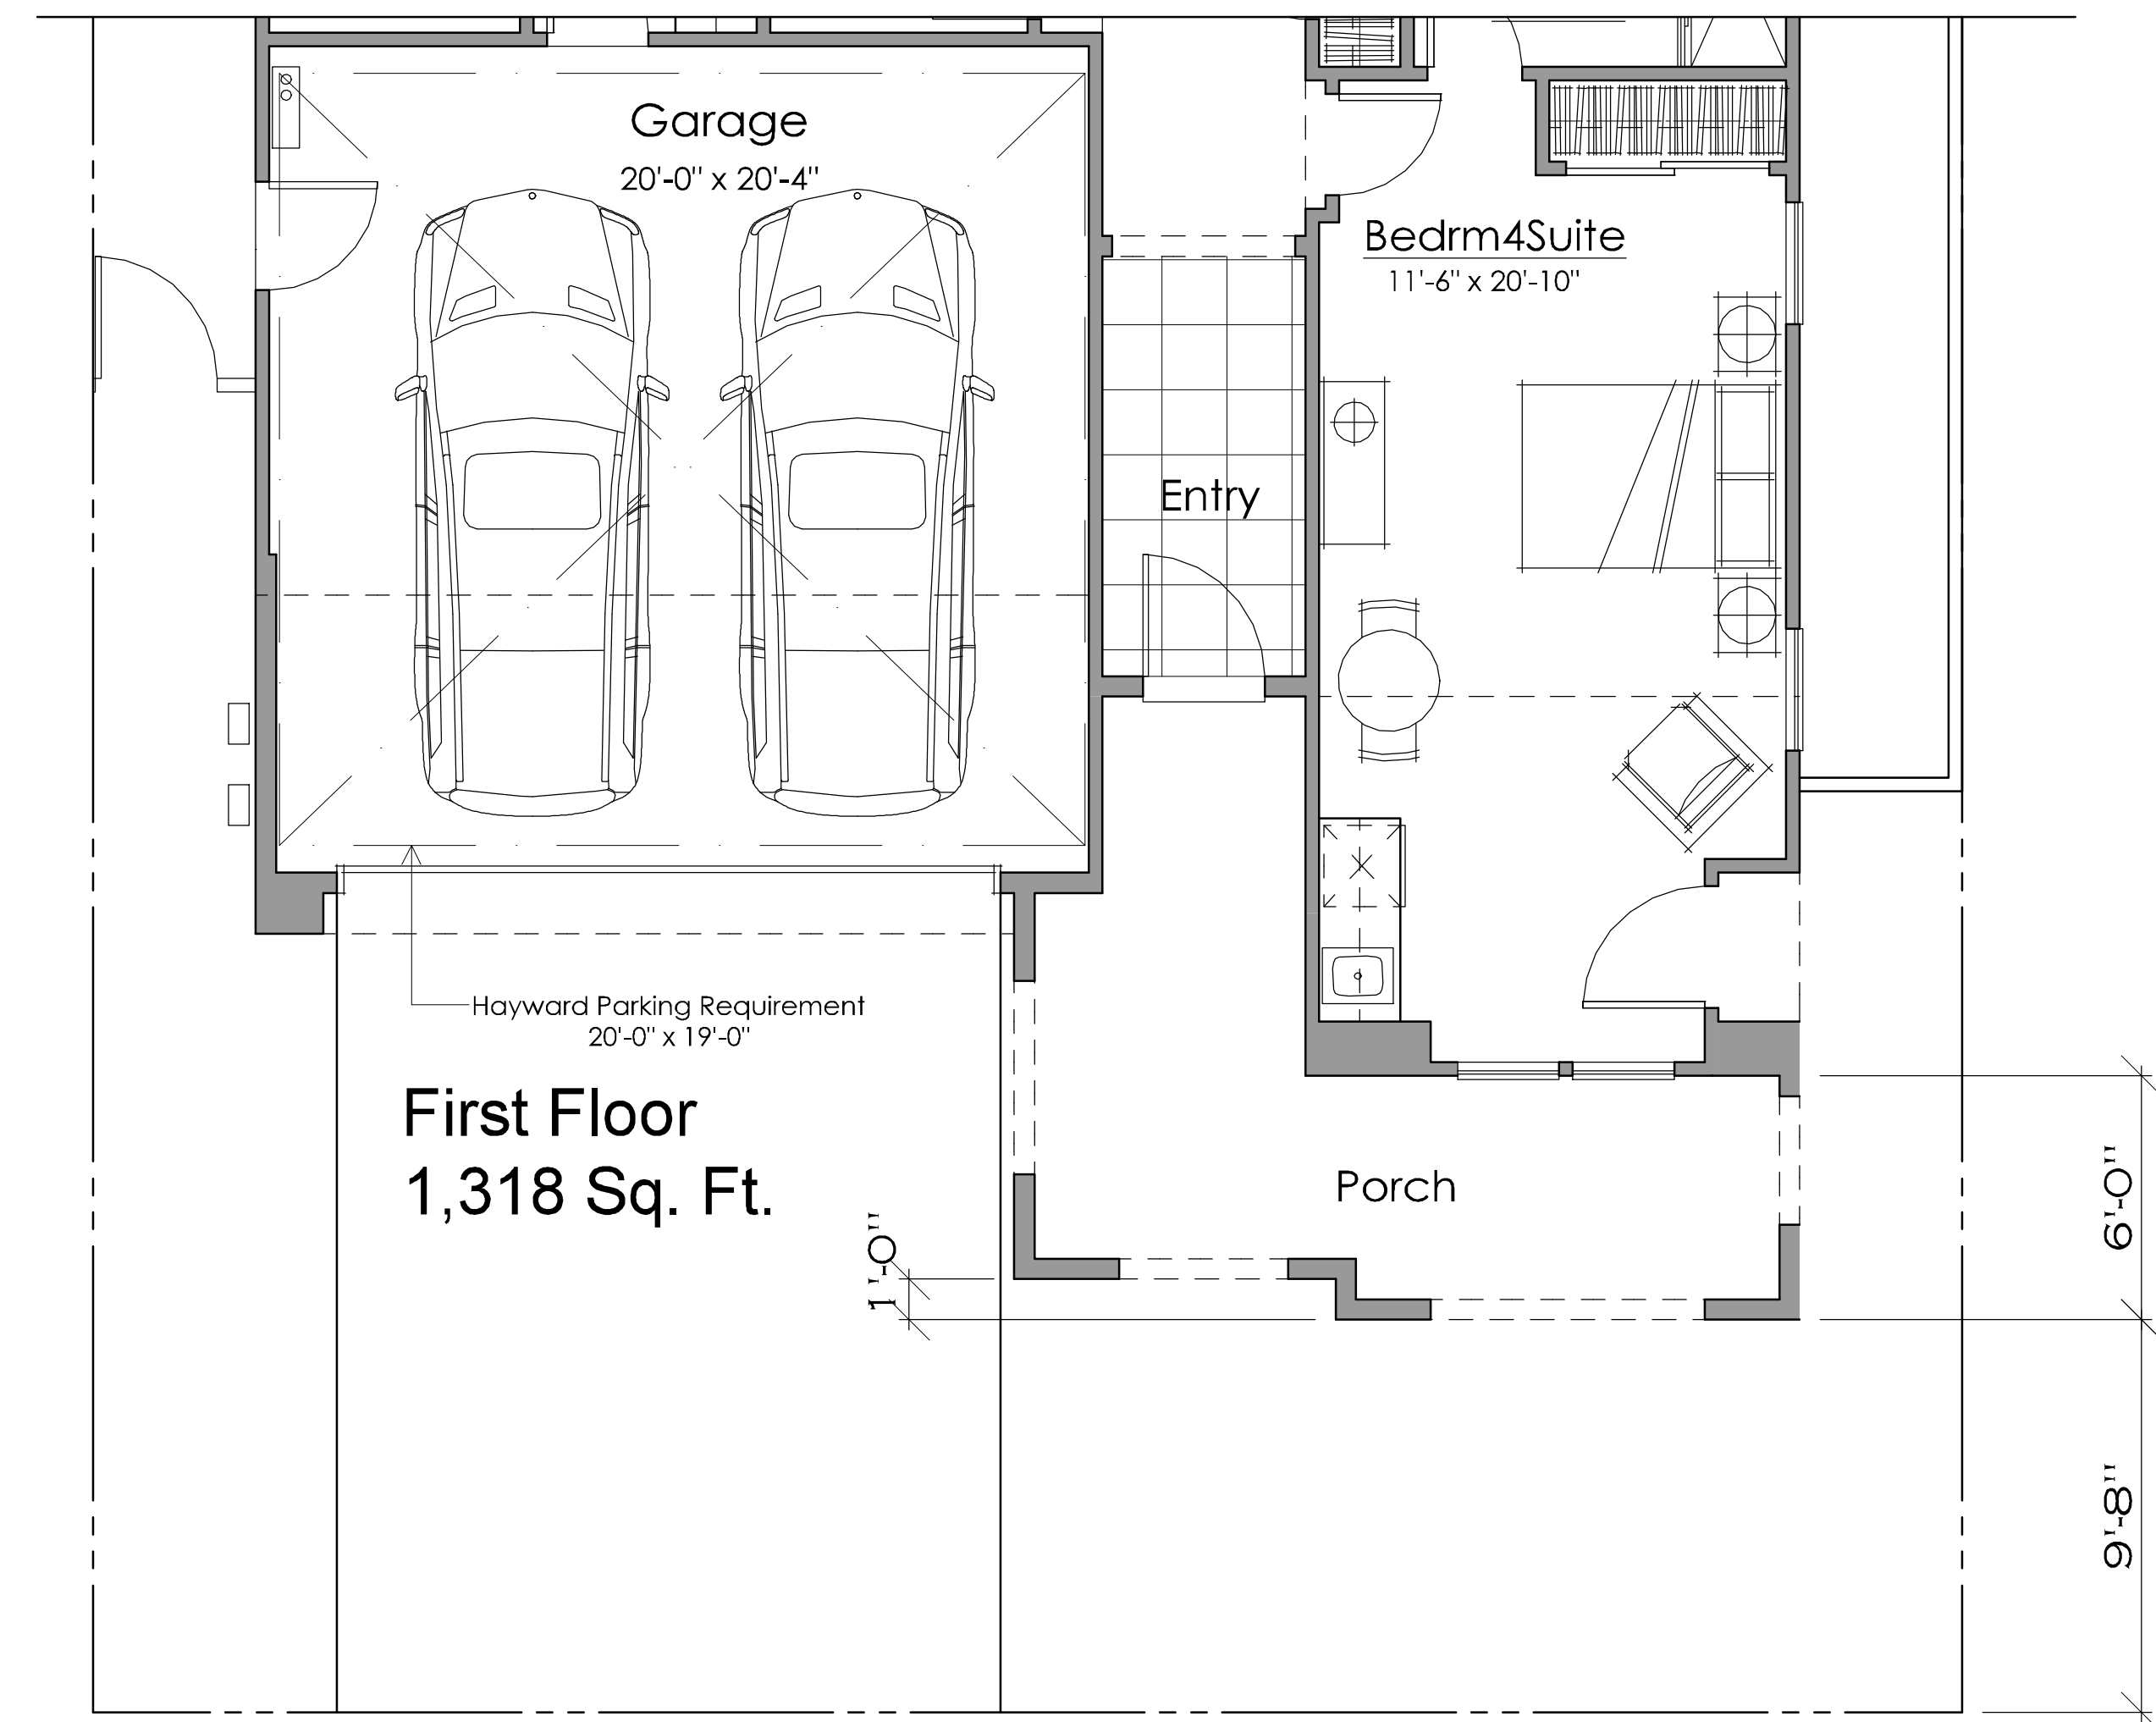 Garage
20'-0" x 20'-4"
Bedrm4Suite
11'-6" x 20'-10"
Entry
Hayward Parking Requirement
20'-0" x 19'-0"
First Floor
1,318 Sq. Ft.
Porch
1'-0"
6'-0"
9'-8"